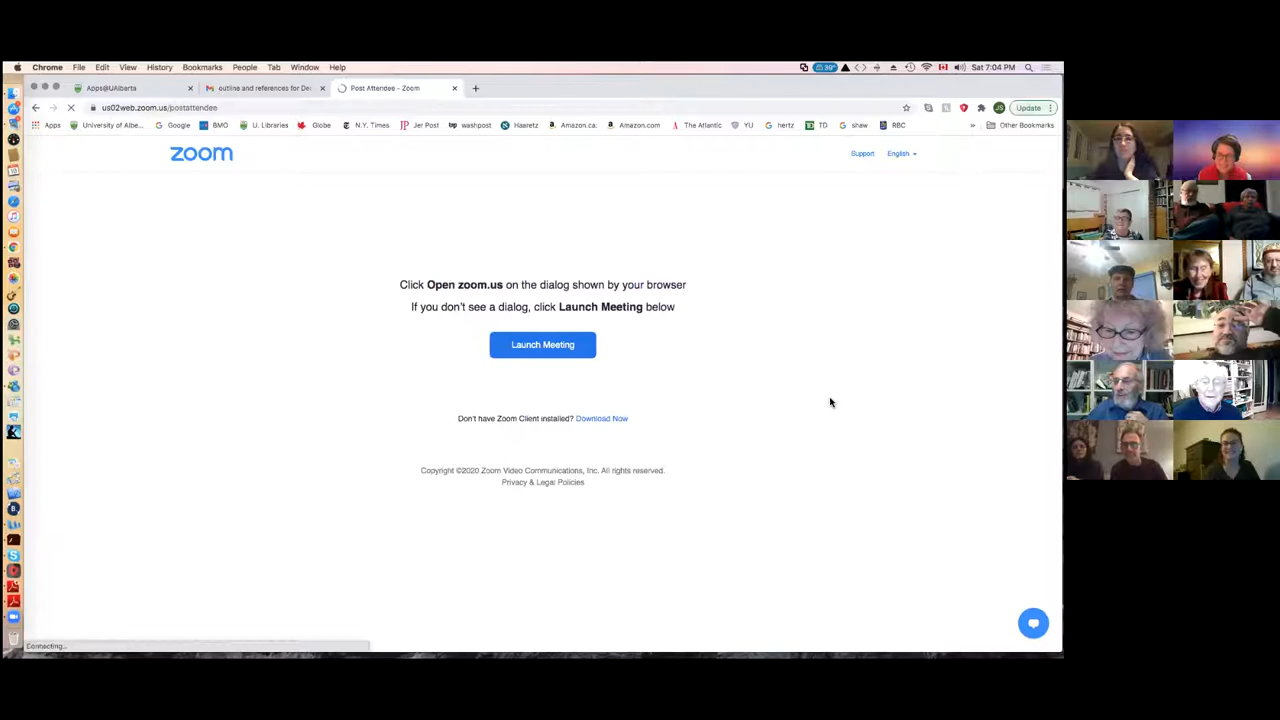 Chrome File Edit View History Bookmarks People Tab Window Help
39° Sat 7:04 PM
Apps@UAlberta
outline and references for De
Post Attendee - Zoom
us02web.zoom.us/postattendee
JS Update
Apps University of Albe... Google BMO U. Libraries Globe N.Y. Times Jer Post washpost Haaretz Amazon.ca: Amazon.com The Atlantic YU hertz TD shaw RBC » Other Bookmarks
zoom
Support English
Click Open zoom.us on the dialog shown by your browser
If you don't see a dialog, click Launch Meeting below
Launch Meeting
Don't have Zoom Client installed? Download Now
Copyright ©2020 Zoom Video Communications, Inc. All rights reserved.
Privacy & Legal Policies
Connecting...